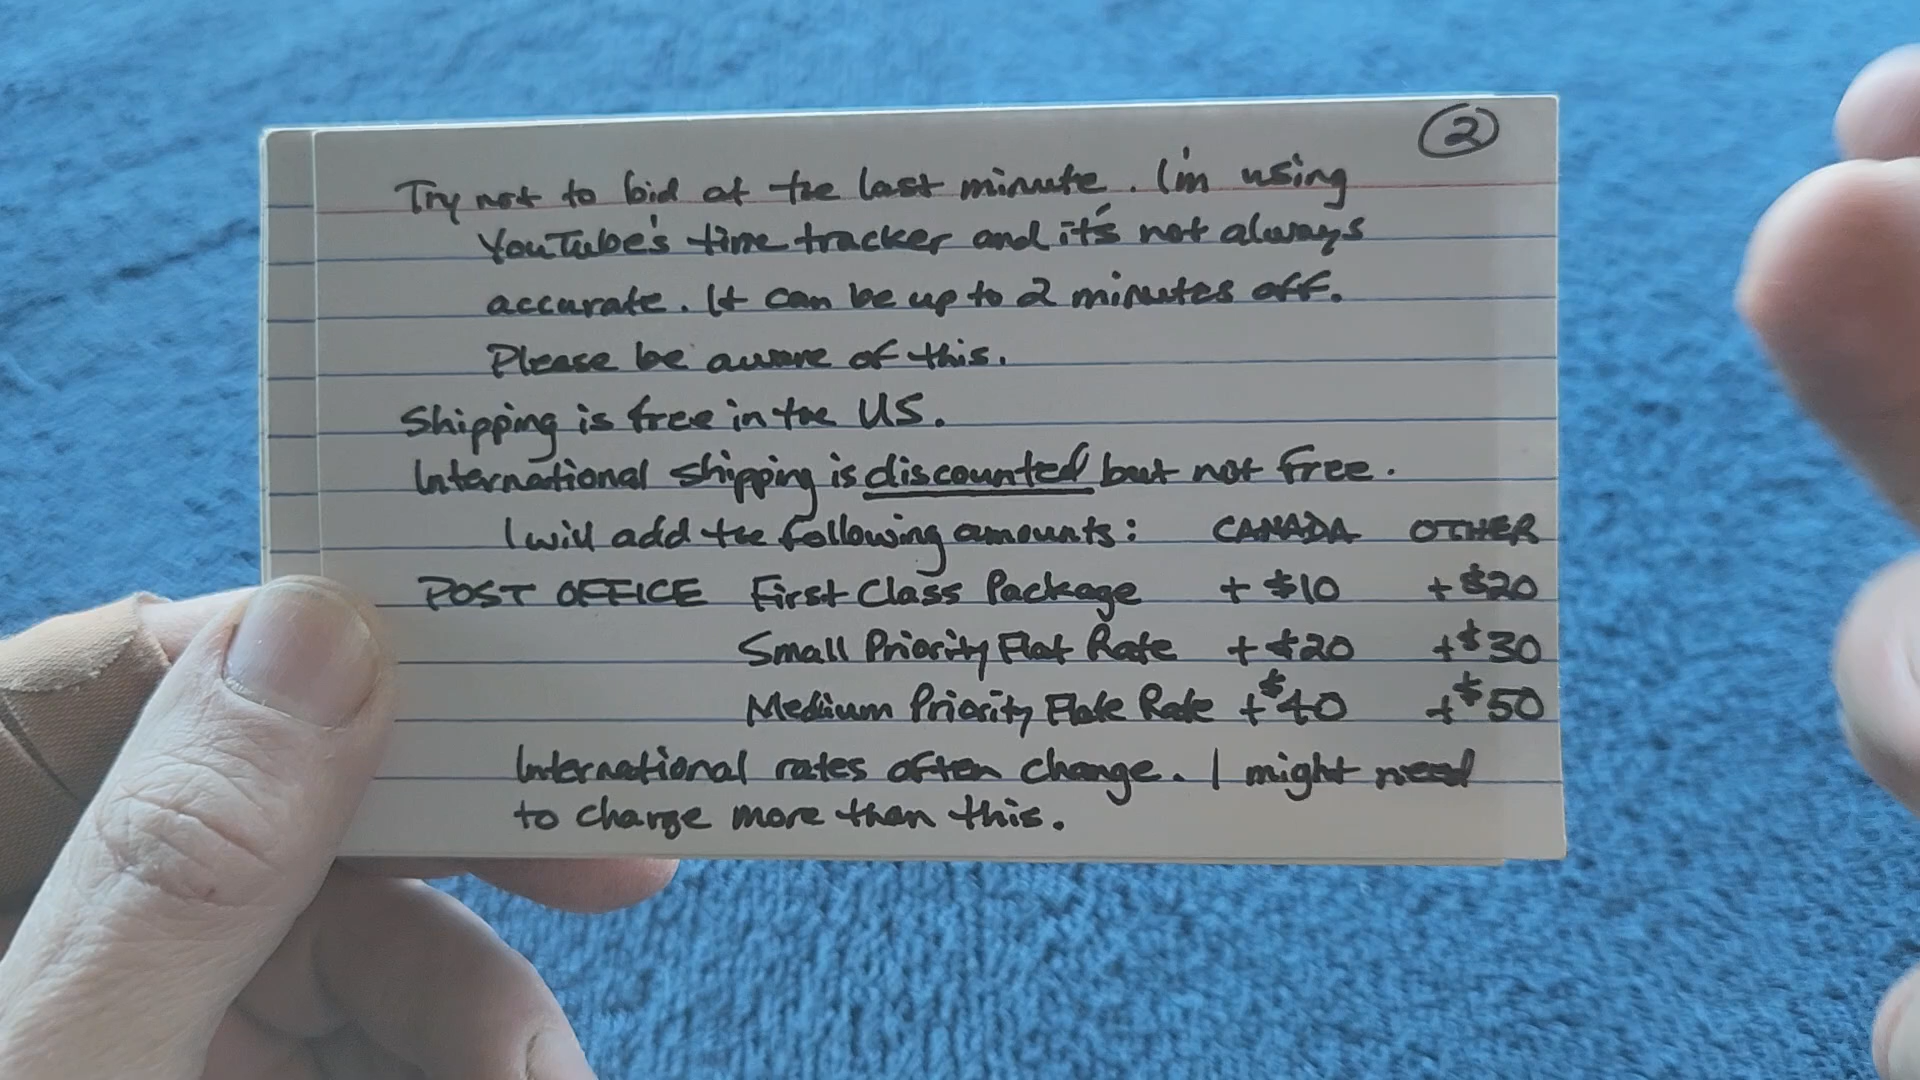 2
Try not to bid at the last minute. I'm using
YouTube's time tracker and it's not always
accurate. It can be up to 2 minutes off.
Please be aware of this.
Shipping is free in the US.
International shipping is discounted but not free.
I will add the following amounts: CANADA OTHER
POST OFFICE First Class Package +$10 +$20
Small Priority Flat Rate +$20 +$30
Medium Priority Flate Rate +$40 +$50
International rates often change. I might need
to charge more than this.